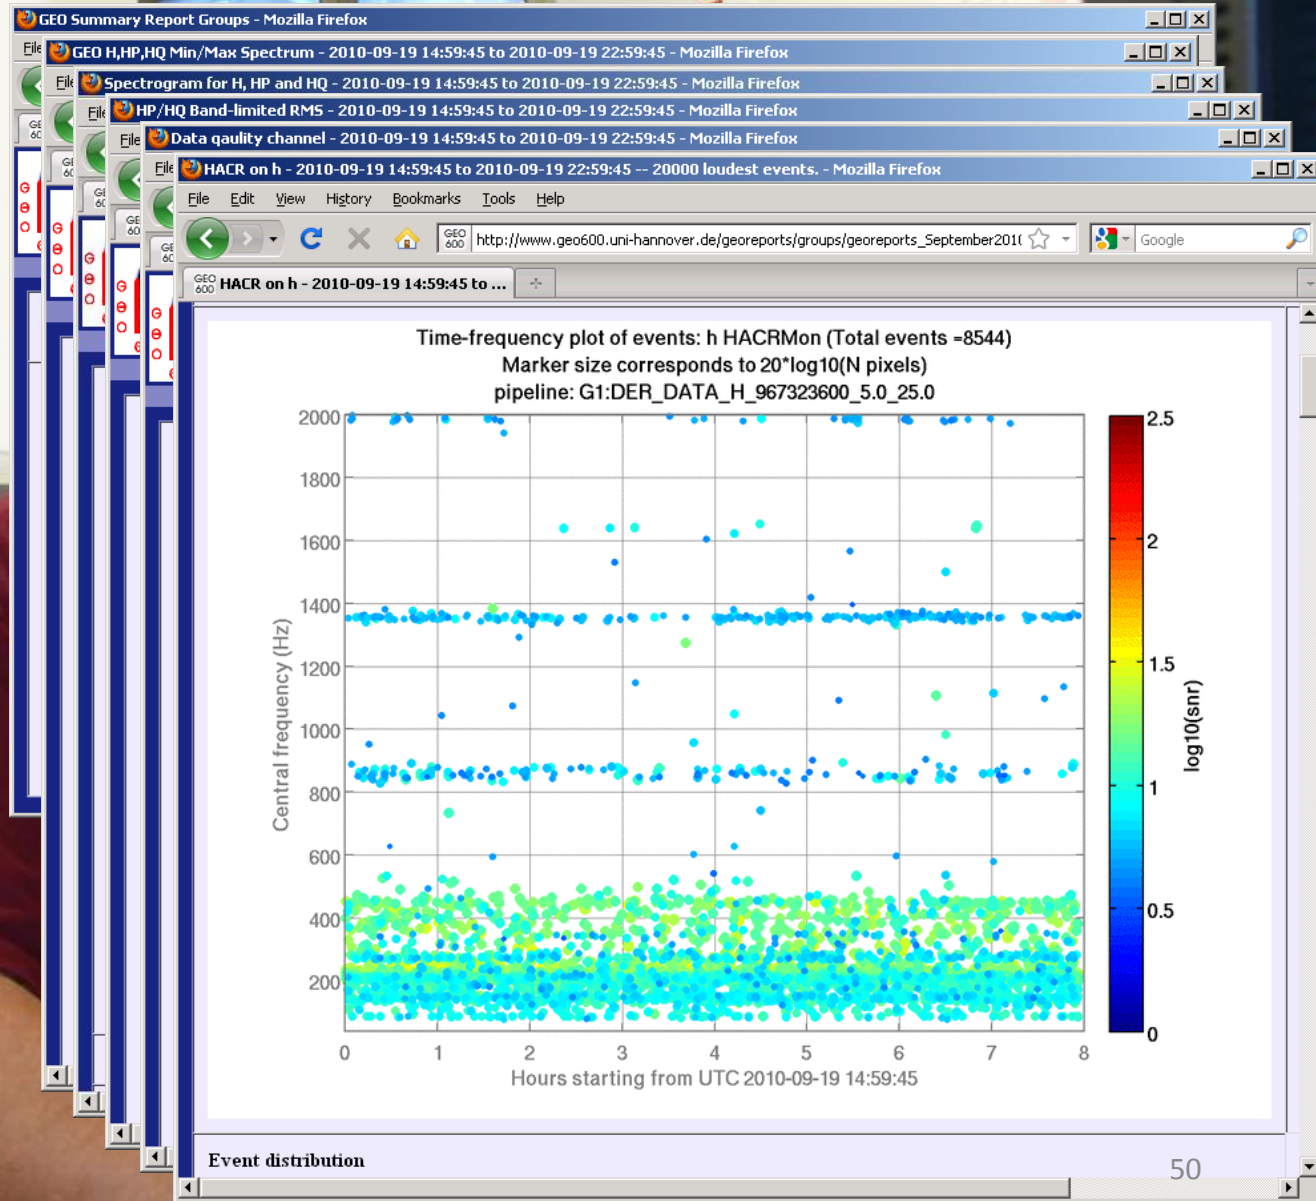 GEO Summary Report Groups - Mozilla Firefox
File
GEO H,HP,HQ Min/Max Spectrum - 2010-09-19 14:59:45 to 2010-09-19 22:59:45 - Mozilla Firefox
File
Spectrogram for H, HP and HQ - 2010-09-19 14:59:45 to 2010-09-19 22:59:45 - Mozilla Firefox
File
HP/HQ Band-limited RMS - 2010-09-19 14:59:45 to 2010-09-19 22:59:45 - Mozilla Firefox
File
Data qaulity channel - 2010-09-19 14:59:45 to 2010-09-19 22:59:45 - Mozilla Firefox
File
HACR on h - 2010-09-19 14:59:45 to 2010-09-19 22:59:45 -- 20000 loudest events. - Mozilla Firefox
File Edit View History Bookmarks Tools Help
GEO 600 http://www.geo600.uni-hannover.de/georeports/groups/georeports_September201( Google
GEO 600 HACR on h - 2010-09-19 14:59:45 to ...
Time-frequency plot of events: h HACRMon (Total events =8544)
Marker size corresponds to 20*log10(N pixels)
pipeline: G1:DER_DATA_H_967323600_5.0_25.0
2000
1800
1600
1400
1200
1000
800
600
400
200
Central frequency (Hz)
0 1 2 3 4 5 6 7 8
Hours starting from UTC 2010-09-19 14:59:45
2.5
2
1.5
1
0.5
0
log10(snr)
Event distribution
50